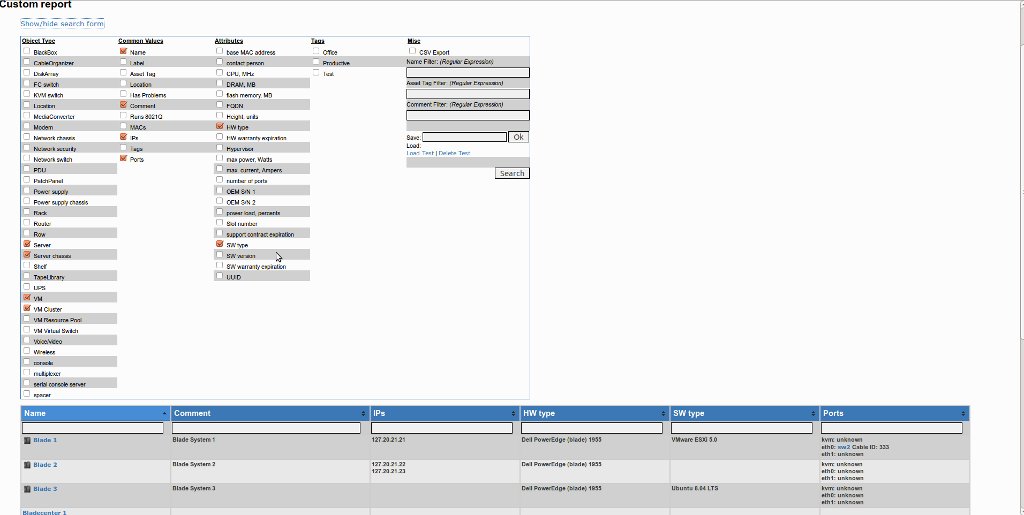 Custom report
Show/hide search form
Object Type
BlackBox
CableOrganizer
DiskArray
FC switch
KVM switch
Location
MediaConverter
Modem
Network chassis
Network security
Network switch
PDU
PatchPanel
Power supply
Power supply chassis
Rack
Router
Row
Server
Server chassis
Shelf
TapeLibrary
UPS
VM
VM Cluster
VM Resource Pool
VM Virtual Switch
Voice/video
Wireless
console
multiplexer
serial console server
spacer
Common Values
Name
Label
Asset Tag
Location
Has Problems
Comment
Runs 8021Q
MACs
IPs
Tags
Ports
Attributes
base MAC address
contact person
CPU, MHz
DRAM, MB
flash memory, MB
FQDN
Height, units
HW type
HW warranty expiration
Hypervisor
max power, Watts
max current, Ampers
number of ports
OEM S/N 1
OEM S/N 2
power load, percents
Slot number
support contract expiration
SW type
SW version
SW warranty expiration
UUID
Tags
Office
Productive
Test
Misc
CSV Export
Name Filter: (Regular Expression)
Asset Tag Filter: (Regular Expression)
Comment Filter: (Regular Expression)
Save: Ok
Load:
Load Test | Delete Test
Search
Name Comment IPs HW type SW type Ports
Blade 1 Blade System 1 127.20.21.21 Dell PowerEdge (blade) 1955 VMware ESXi 5.0 kvm: unknown
eth0: sw2 Cable ID: 333
eth1: unknown
Blade 2 Blade System 2 127.20.21.22 Dell PowerEdge (blade) 1955 kvm: unknown
127.20.21.23 eth0: unknown
eth1: unknown
Blade 3 Blade System 3 Dell PowerEdge (blade) 1955 Ubuntu 8.04 LTS kvm: unknown
eth0: unknown
eth1: unknown
Bladecenter 1